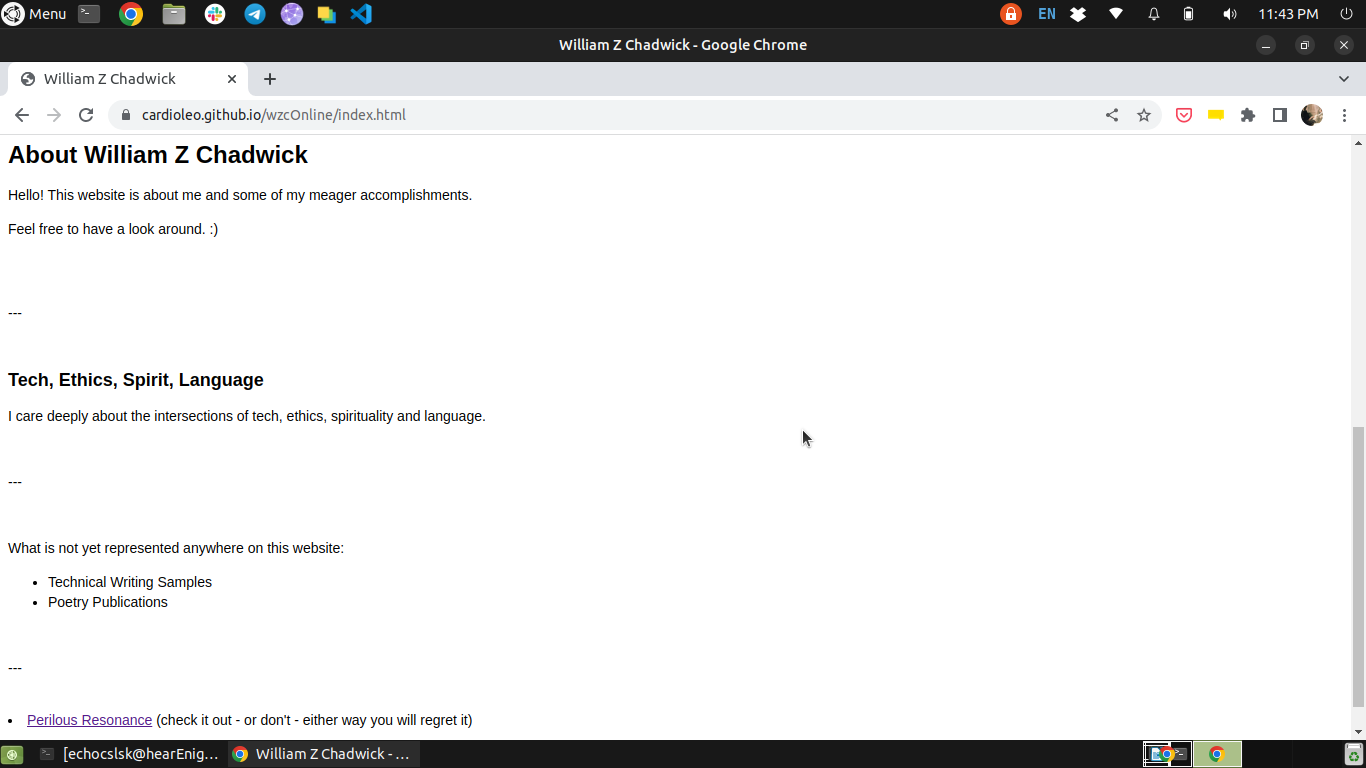 Menu
EN
11:43 PM
William Z Chadwick - Google Chrome
William Z Chadwick
cardioleo.github.io/wzcOnline/index.html
About William Z Chadwick
Hello! This website is about me and some of my meager accomplishments.
Feel free to have a look around. :)
---
Tech, Ethics, Spirit, Language
I care deeply about the intersections of tech, ethics, spirituality and language.
---
What is not yet represented anywhere on this website:
• Technical Writing Samples
• Poetry Publications
---
• Perilous Resonance (check it out - or don't - either way you will regret it)
[echocslsk@hearEnig...
William Z Chadwick - ...